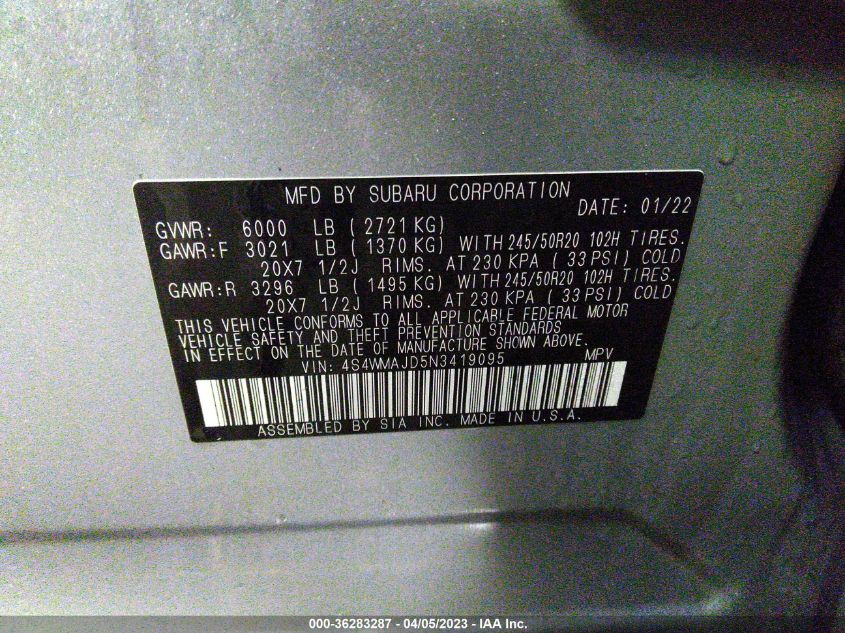 MFD BY SUBARU CORPORATION
DATE: 01/22
GVWR: 6000 LB ( 2721 KG)
GAWR:F 3021 LB ( 1370 KG) WITH 245/50R20 102H TIRES.
20X7 1/2J RIMS. AT 230 KPA ( 33 PSI) COLD
GAWR:R 3296 LB ( 1495 KG) WITH 245/50R20 102H TIRES.
20X7 1/2J RIMS. AT 230 KPA ( 33 PSI) COLD
THIS VEHICLE CONFORMS TO ALL APPLICABLE FEDERAL MOTOR
VEHICLE SAFETY AND THEFT PREVENTION STANDARDS
IN EFFECT ON THE DATE OF MANUFACTURE SHOWN ABOVE.
VIN: 4S4WMAJD5N3419095 MPV
ASSEMBLED BY SIA INC. MADE IN U.S.A.
000-36283287 - 04/05/2023 - IAA Inc.